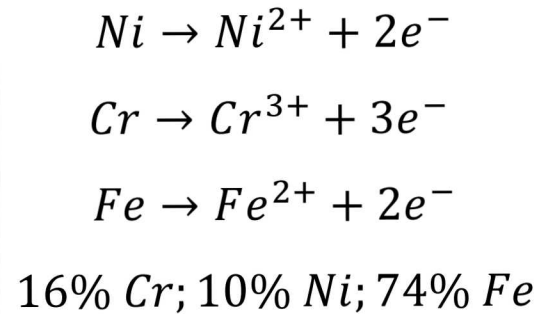 Ni → Ni²⁺ + 2e⁻
Cr → Cr³⁺ + 3e⁻
Fe → Fe²⁺ + 2e⁻
16% Cr; 10% Ni; 74% Fe